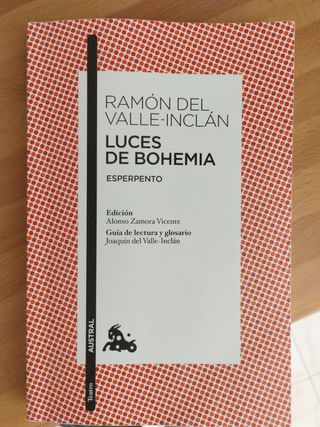 RAMÓN DEL
VALLE-INCLÁN
LUCES
DE BOHEMIA
ESPERPENTO
Edición
Alonso Zamora Vicente
Guía de lectura y glosario
Joaquín del Valle-Inclán
AUSTRAL
Teatro